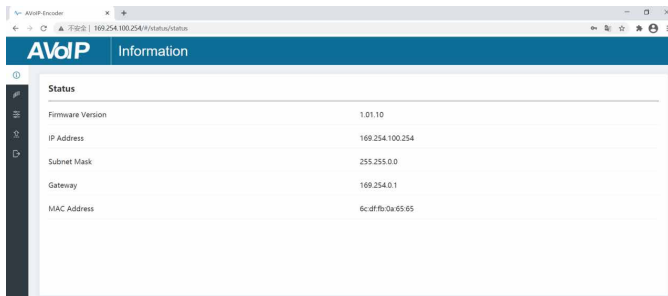 AVoIP-Encoder
不安全 | 169.254.100.254/#/status/status
AVoIP Information
Status
Firmware Version 1.01.10
IP Address 169.254.100.254
Subnet Mask 255.255.0.0
Gateway 169.254.0.1
MAC Address 6c:df:fb:0a:65:65